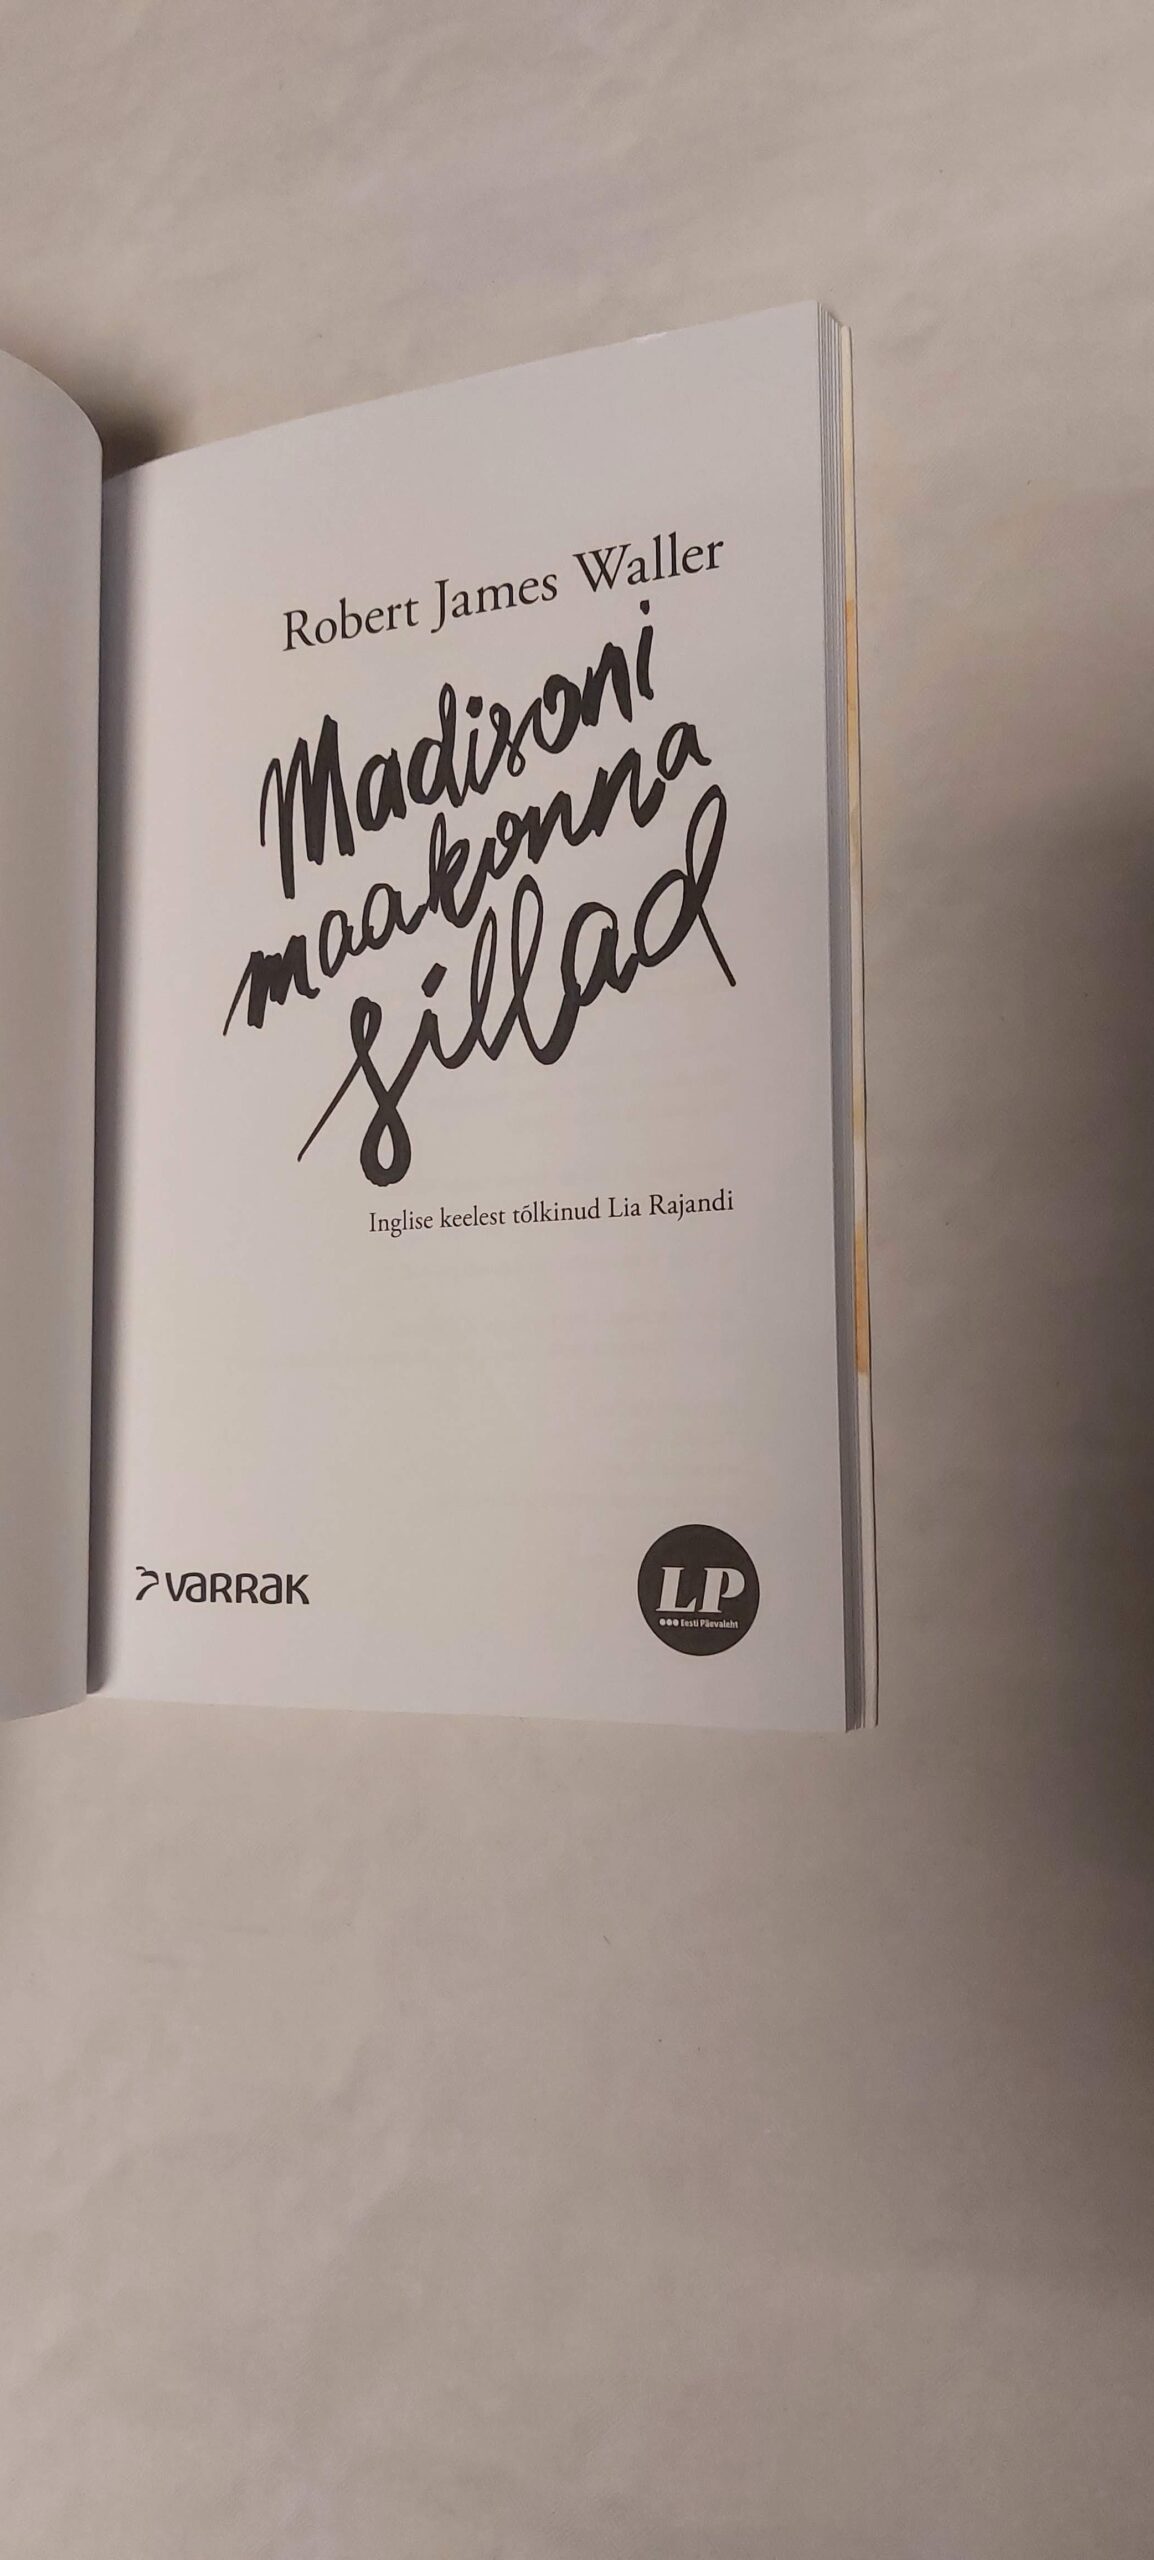 Robert James Waller
Madisoni
maakonna
sillad
Inglise keelest tõlkinud Lia Rajandi
VARRAK
LP
Eesti Päevaleht